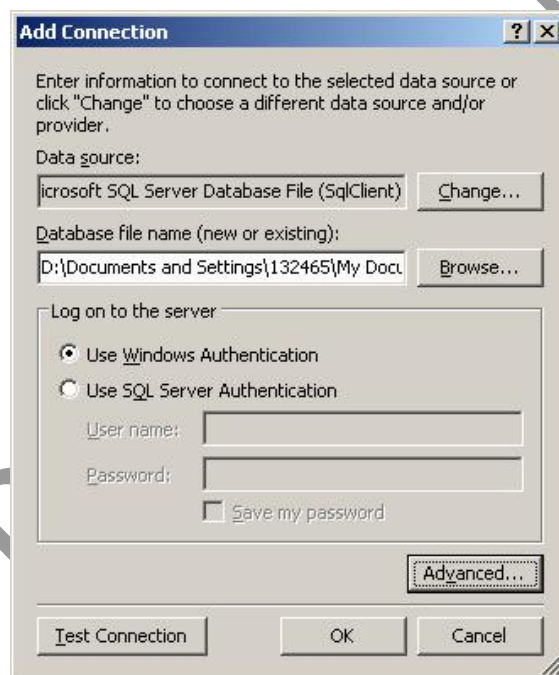 Add Connection
Enter information to connect to the selected data source or
click "Change" to choose a different data source and/or
provider.
Data source:
icrosoft SQL Server Database File (SqlClient)
Change...
Database file name (new or existing):
D:\Documents and Settings\132465\My Docu
Browse...
Log on to the server
Use Windows Authentication
Use SQL Server Authentication
User name:
Password:
Save my password
Advanced...
Test Connection
OK
Cancel